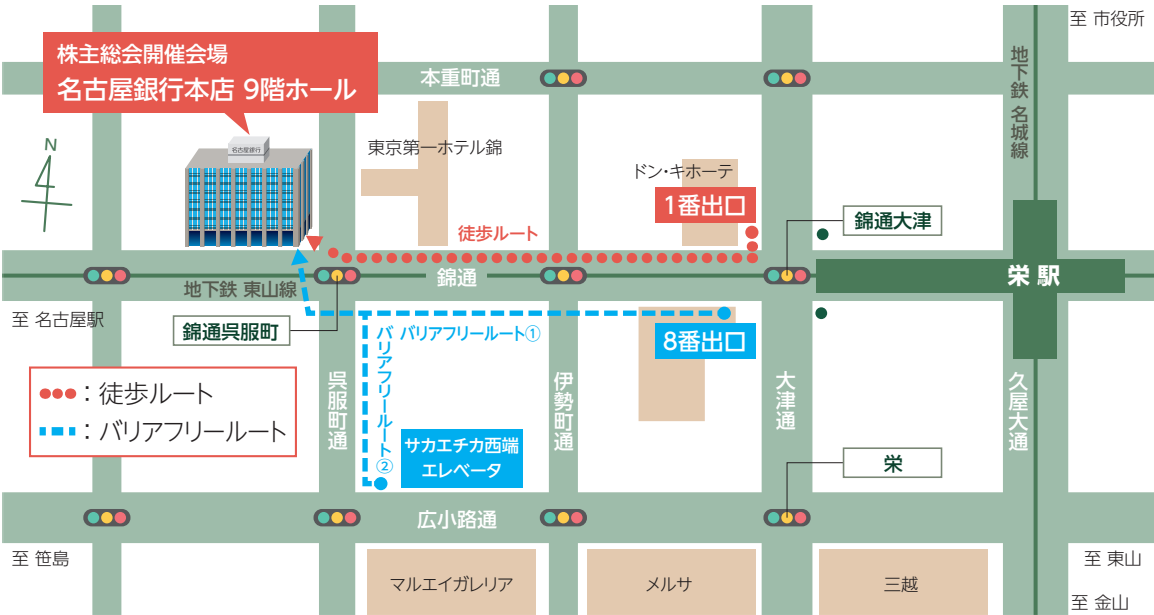 至 市役所
株主総会開催会場
名古屋銀行本店 9階ホール
本重町通
地下鉄 名城線
N
名古屋銀行
東京第一ホテル錦
ドン・キホーテ
1番出口
錦通大津
徒歩ルート
錦通
栄駅
地下鉄 東山線
至 名古屋駅
錦通呉服町
バリアフリールート①
8番出口
バリアフリールート②
●●●：徒歩ルート
：バリアフリールート
呉服町通
伊勢町通
大津通
久屋大通
サカエチカ西端
エレベータ
栄
広小路通
至 笹島
マルエイガレリア
メルサ
三越
至 東山
至 金山